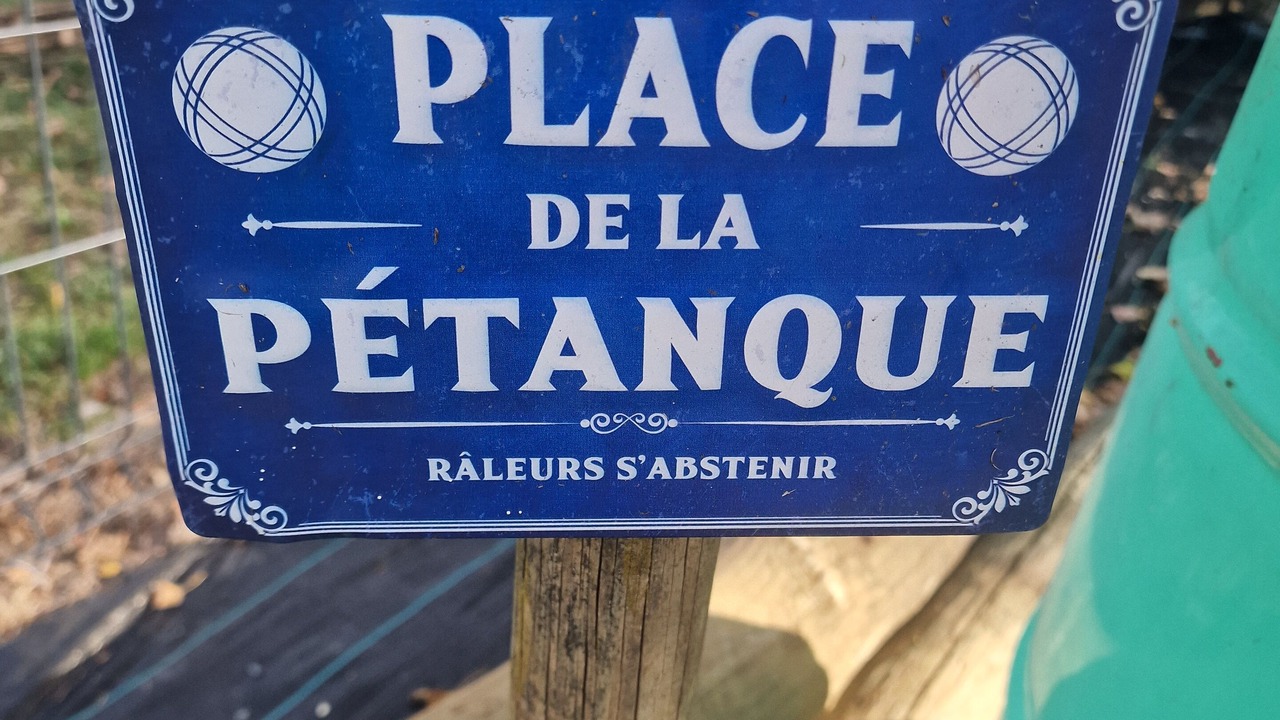 PLACE
DE LA
PÉTANQUE
RÂLEURS S'ABSTENIR